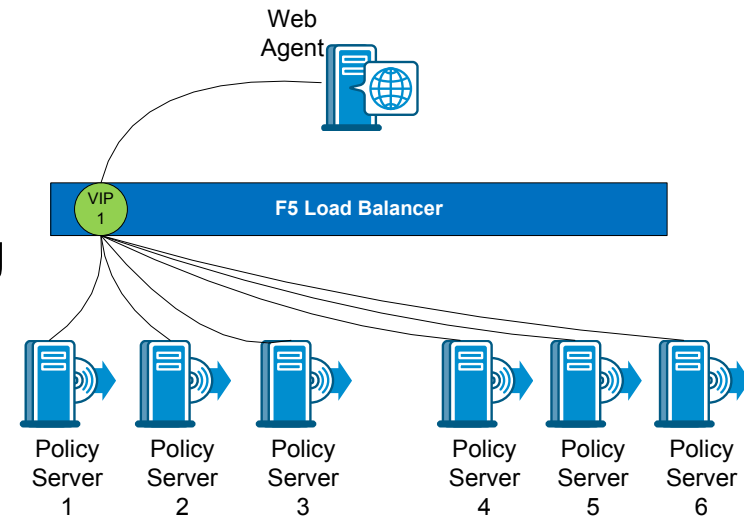 Web
Agent
VIP
1
F5 Load Balancer
Policy Policy Policy Policy Policy Policy
Server Server Server Server Server Server
1 2 3 4 5 6